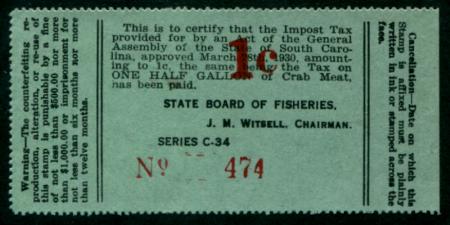 Warning—The counterfeiting re-
production, alteration, or re-use of
this stamp is punishable by a fine
of not less than $500.00 nor more
than $1,000.00 or imprisonment for
not less than six months nor more
than twelve months.
This is to certify that the Impost Tax
provided for by an Act of the General
Assembly of the State of South Caro-
lina, approved March 28th, 1930, amount-
ing to 1c, the same being the Tax on
ONE HALF GALLON of Crab Meat,
has been paid.
1c
STATE BOARD OF FISHERIES.
J. M. WITSELL, CHAIRMAN.
SERIES C-34
No 474
Cancellation—Date on which this
Stamp is affixed must be plainly
written in ink or stamped across the
face.